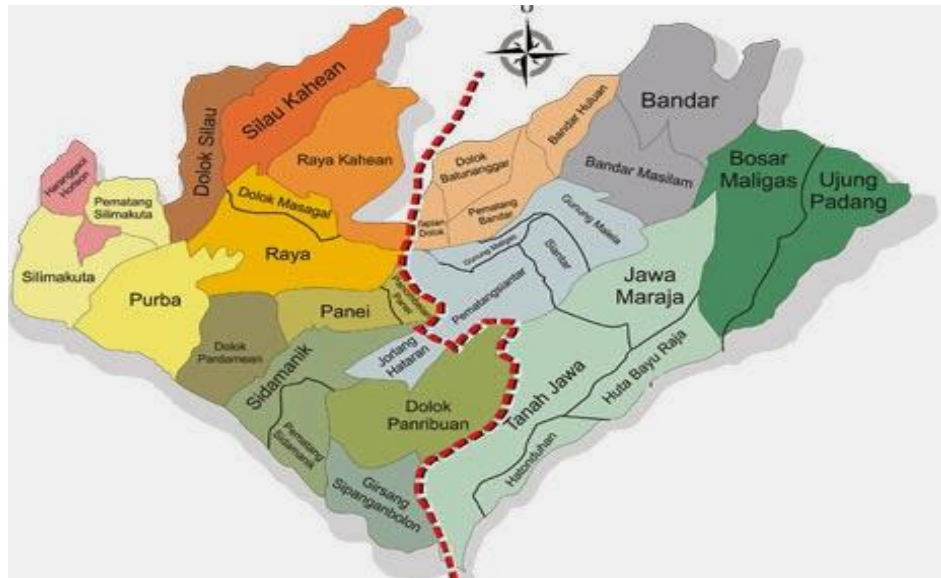 U
Silau Kahean
Bandar
Dolok Silau
Bandar Huluan
Raya Kahean
Dolok
Batunanggar
Bandar Masilam
Bosar
Maligas
Ujung
Padang
Haranggaol
Horison
Pematang
Silimakuta
Dolok Masagal
Tapian
Dolok
Pematang
Bandar
Gunung Malela
Gunung Maligas
Siantar
Silimakuta
Raya
Purba
Jawa
Maraja
Panei
Panombeian
Panei
Pematangsiantar
Dolok
Pardamean
Sidamanik
Jorlang
Hataran
Tanah Jawa
Huta Bayu Raja
Dolok
Panribuan
Pematang
Sidamanik
Hatonduhan
Girsang
Sipanganbolon